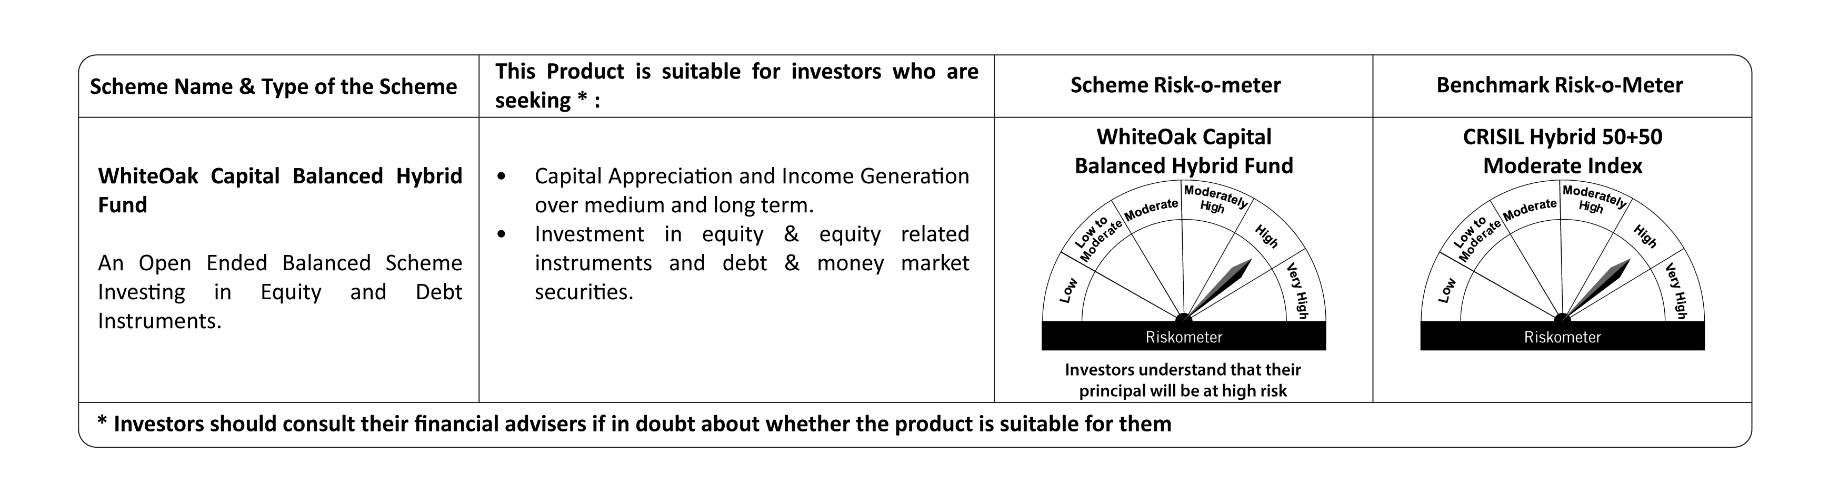 Scheme Name & Type of the Scheme
This Product is suitable for investors who are
seeking * :
Scheme Risk-o-meter
Benchmark Risk-o-Meter
WhiteOak Capital Balanced Hybrid
Fund
An Open Ended Balanced Scheme
Investing in Equity and Debt
Instruments.
• Capital Appreciation and Income Generation
over medium and long term.
• Investment in equity & equity related
instruments and debt & money market
securities.
WhiteOak Capital
Balanced Hybrid Fund
Low
Low to
Moderate
Moderate
Moderately
High
High
Very High
Riskometer
Investors understand that their
principal will be at high risk
CRISIL Hybrid 50+50
Moderate Index
Low
Low to
Moderate
Moderate
Moderately
High
High
Very High
Riskometer
* Investors should consult their financial advisers if in doubt about whether the product is suitable for them